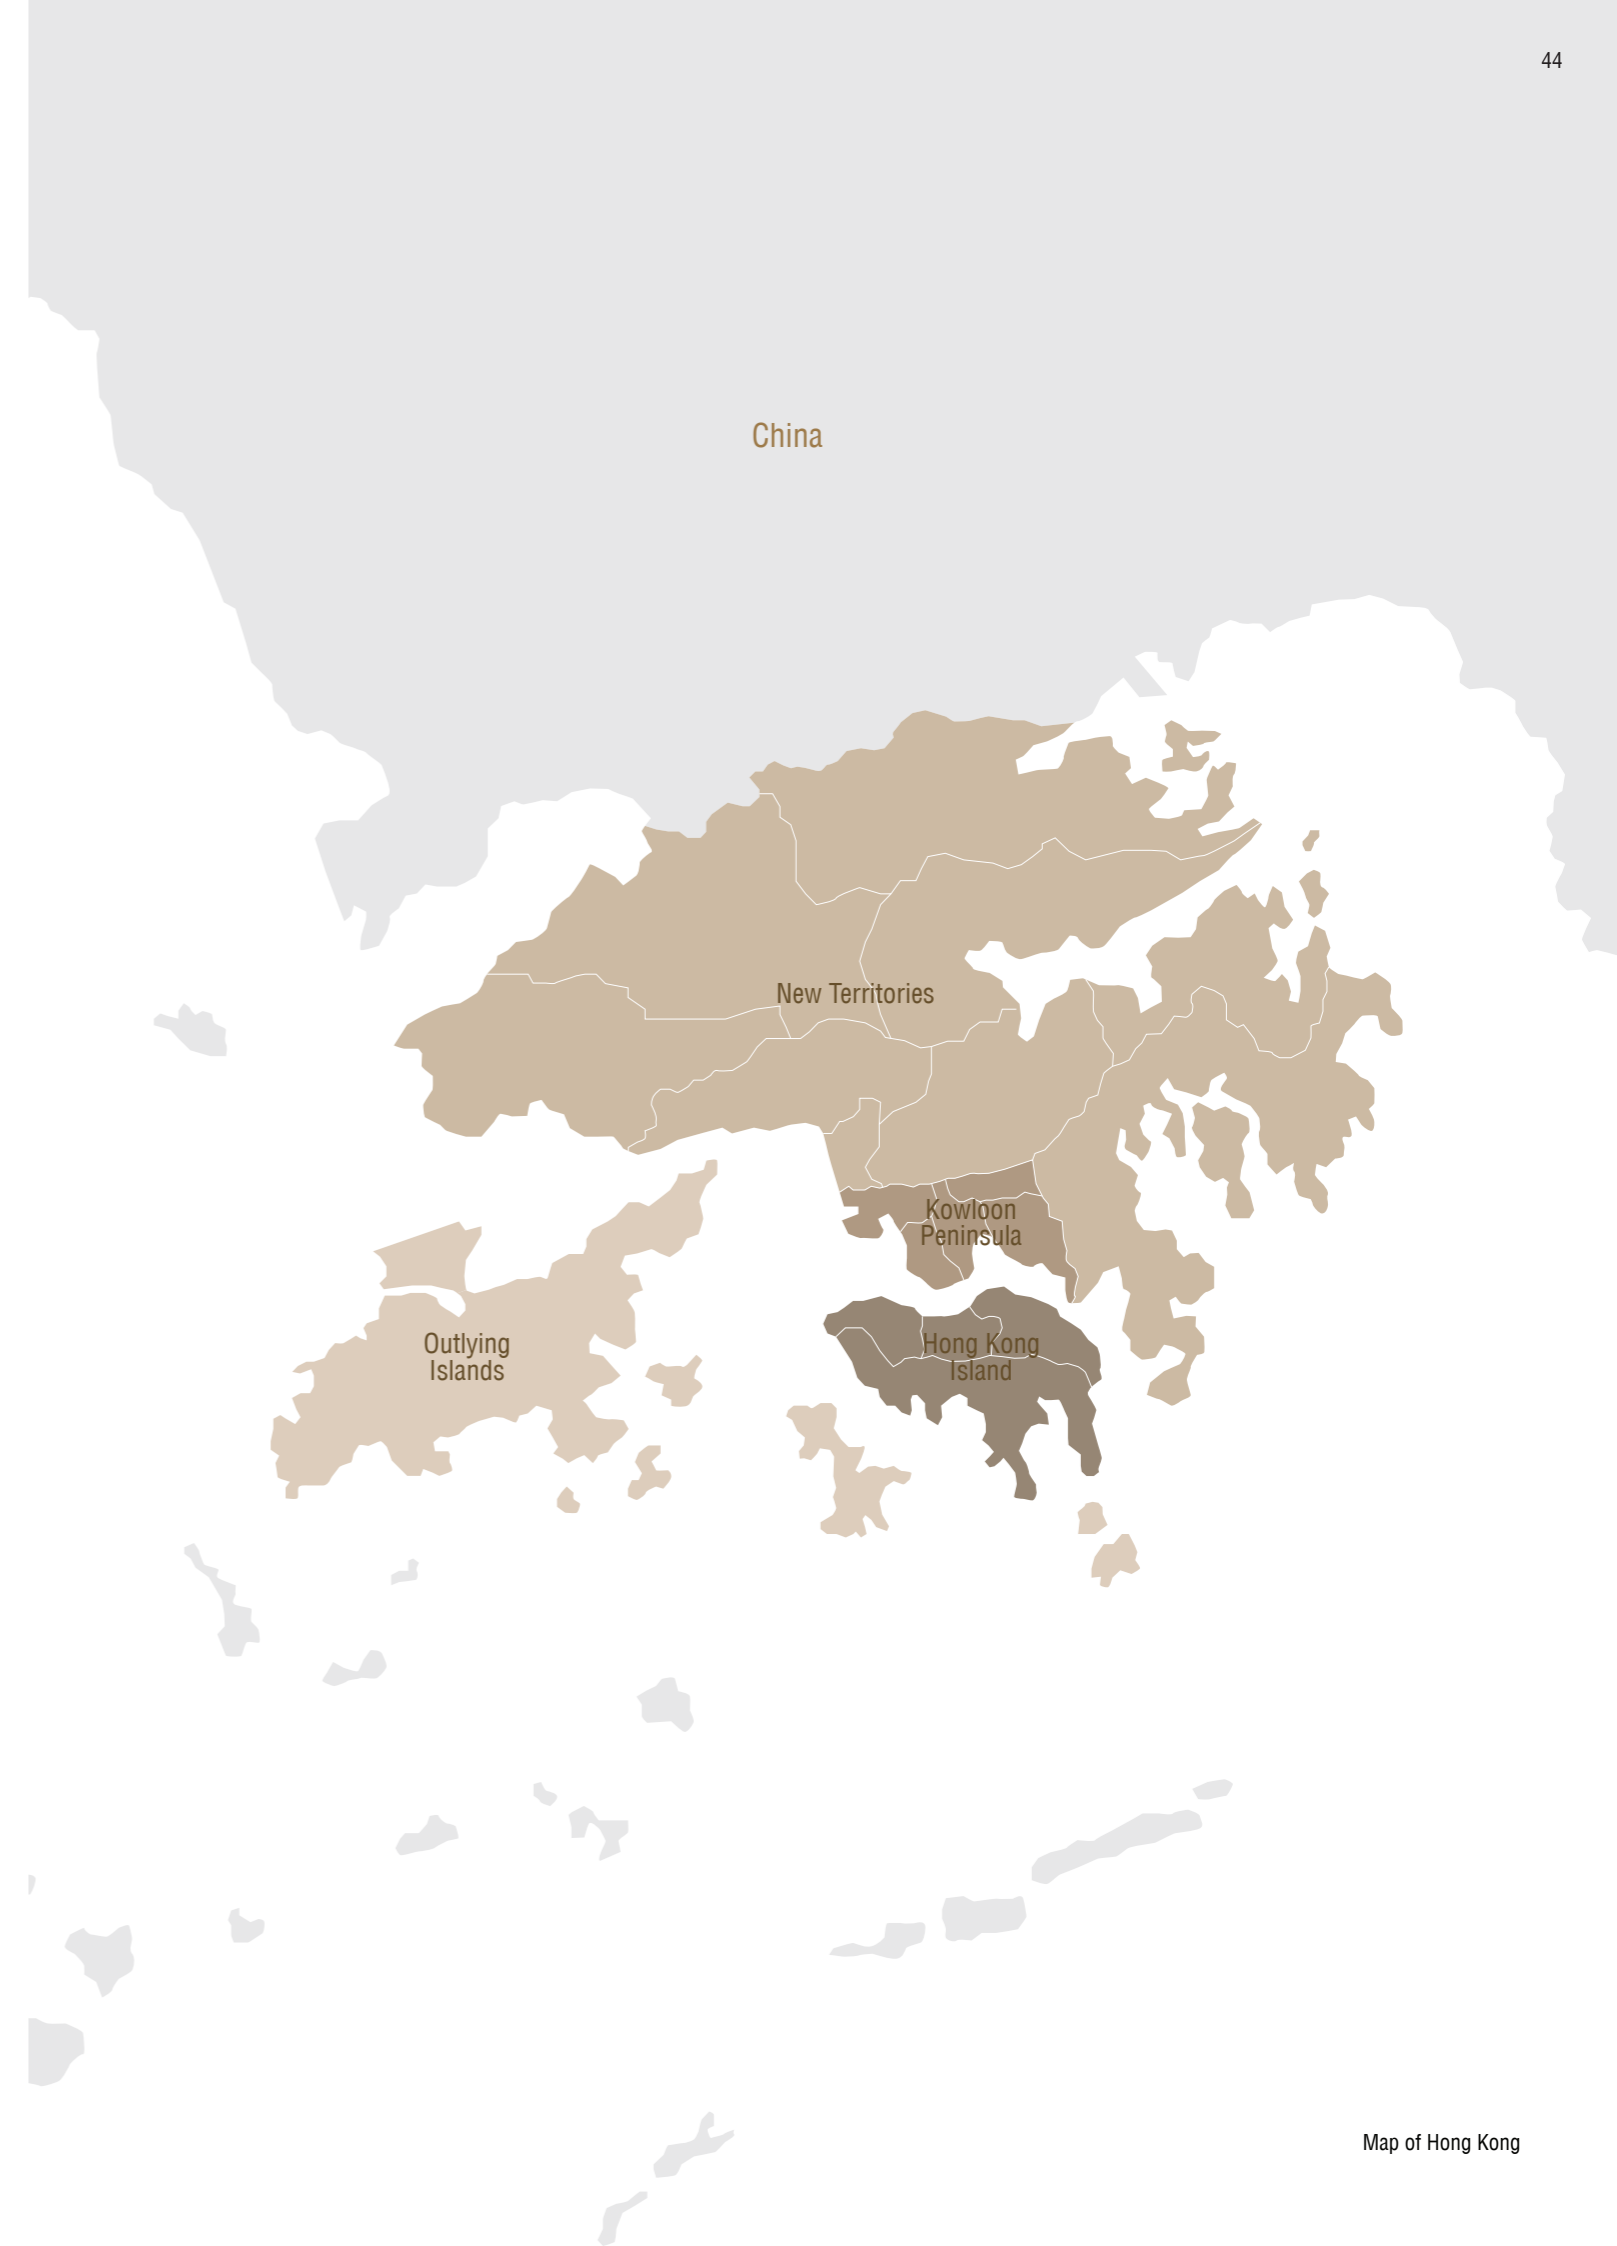 44
China
New Territories
Kowloon
Peninsula
Hong Kong
Island
Outlying
Islands
Map of Hong Kong